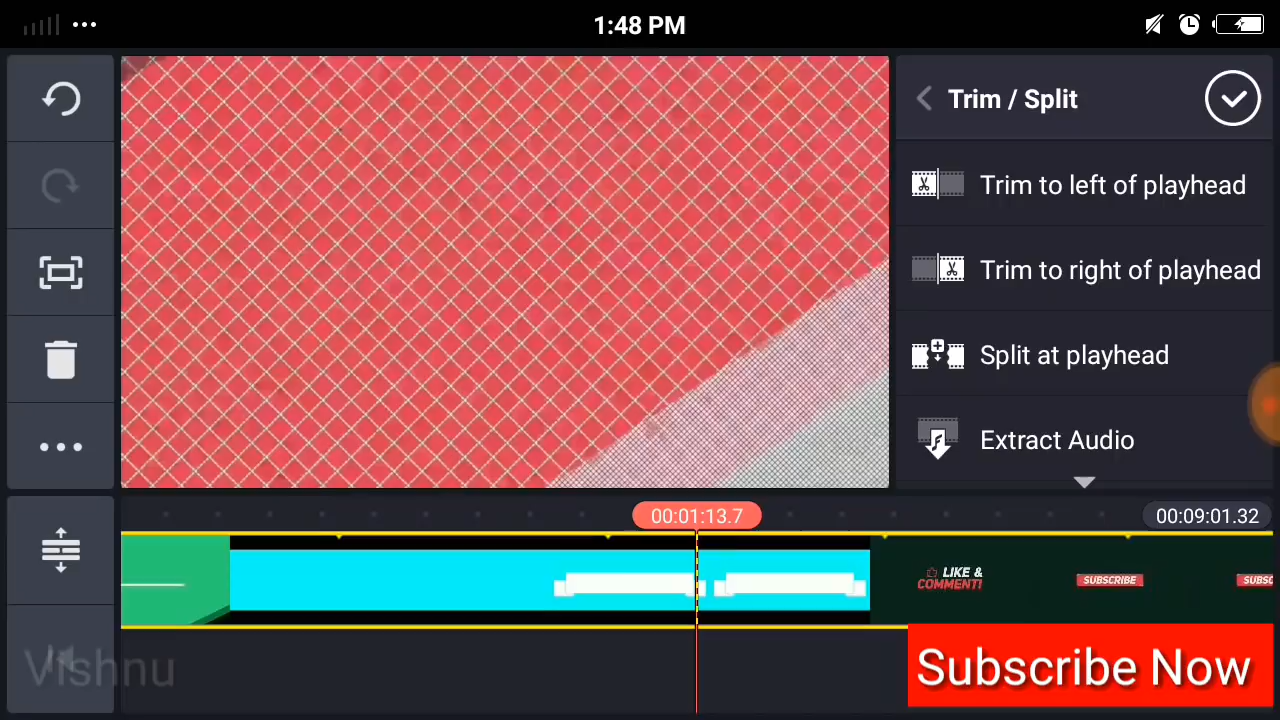 1:48 PM
Trim / Split
Trim to left of playhead
Trim to right of playhead
Split at playhead
Extract Audio
00:01:13.7
00:09:01.32
LIKE &
COMMENT!
SUBSCRIBE
SUBSC
Vishnu
Subscribe Now